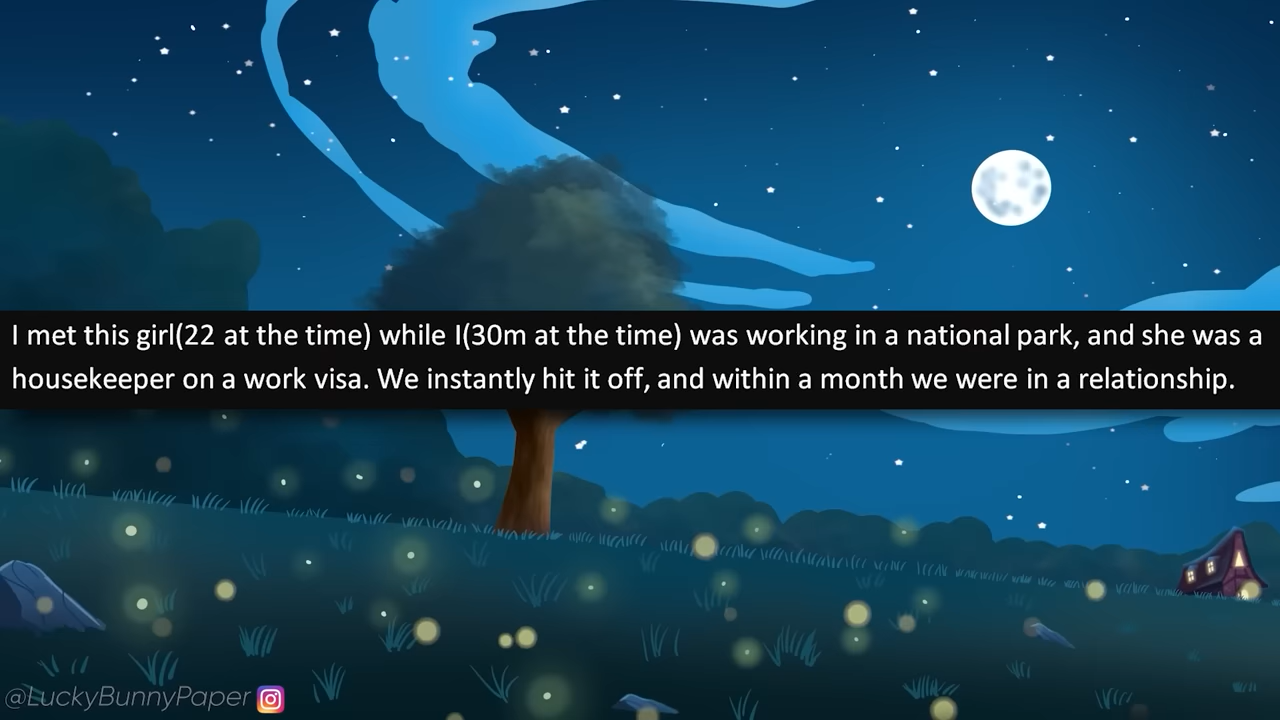 I met this girl(22 at the time) while I(30m at the time) was working in a national park, and she was a
housekeeper on a work visa. We instantly hit it off, and within a month we were in a relationship.
@LuckyBunnyPaper